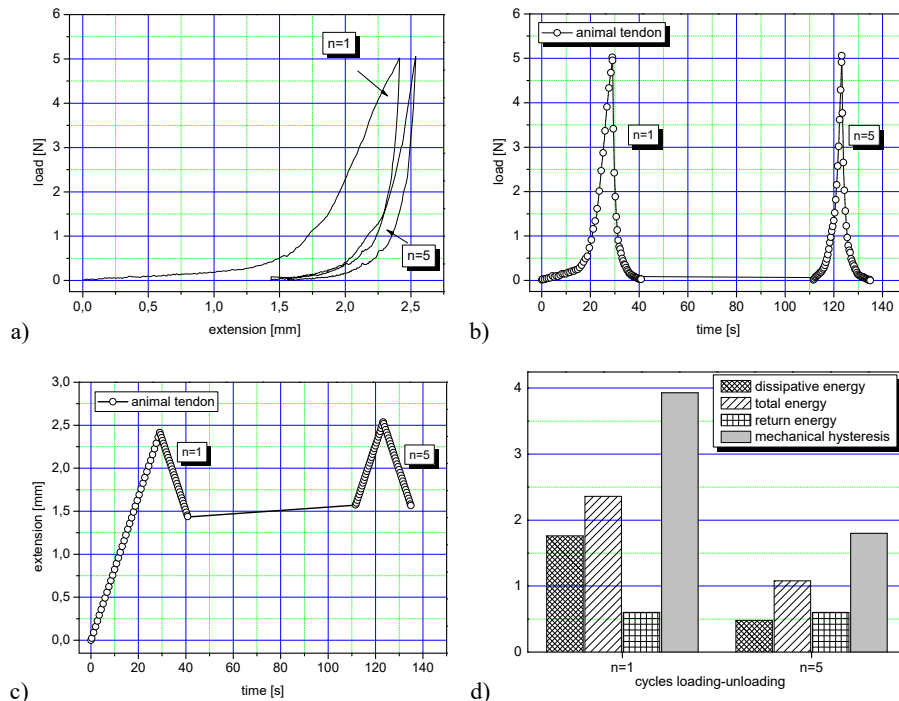 6
5
4
3
2
1
0
load [N]
n=1
n=5
0,0 0,5 1,0 1,5 2,0 2,5
extension [mm]
a)
6
5
4
3
2
1
0
load [N]
animal tendon
n=1
n=5
0 20 40 60 80 100 120 140
time [s]
b)
3,0
2,5
2,0
1,5
1,0
0,5
0,0
extension [mm]
animal tendon
n=1
n=5
0 20 40 60 80 100 120 140
time [s]
c)
4
3
2
1
0
dissipative energy
total energy
return energy
mechanical hysteresis
n=1 n=5
cycles loading-unloading
d)